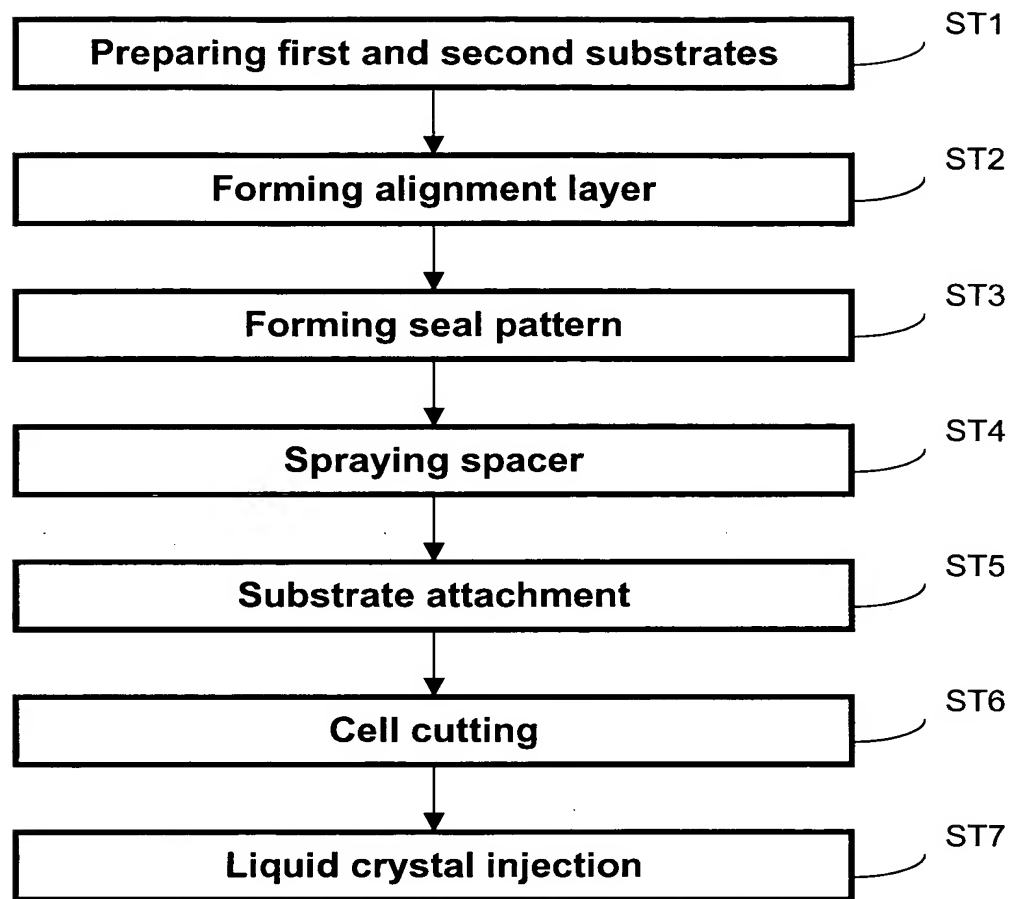 ST1
Preparing first and second substrates
ST2
Forming alignment layer
ST3
Forming seal pattern
ST4
Spraying spacer
ST5
Substrate attachment
ST6
Cell cutting
ST7
Liquid crystal injection